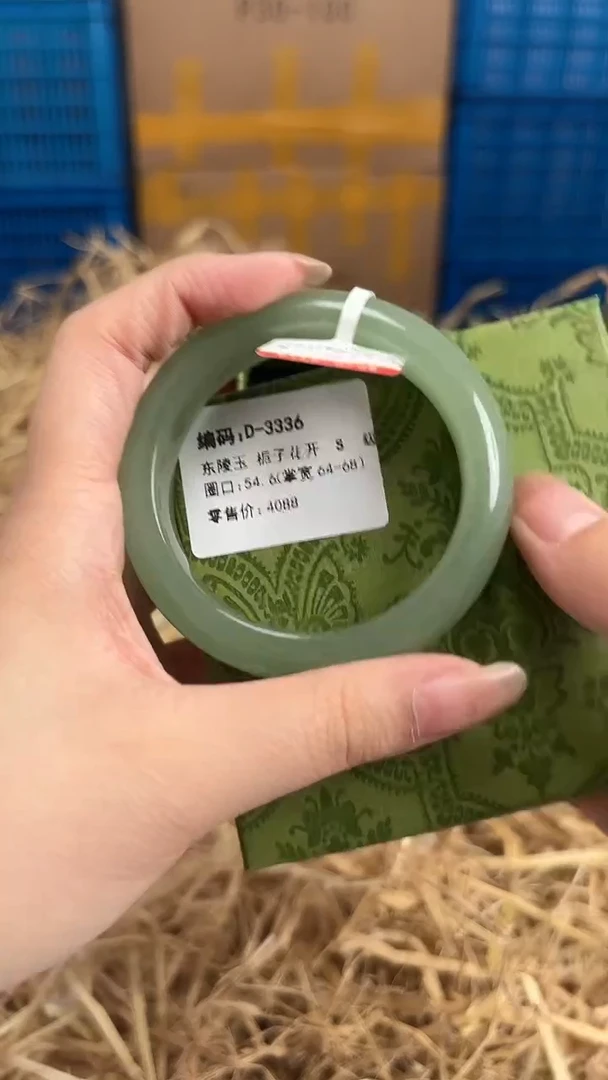 编码:D-3336
东陵玉 栀子花开 S
圈口:54.6(掌宽64-68)
零售价:4088